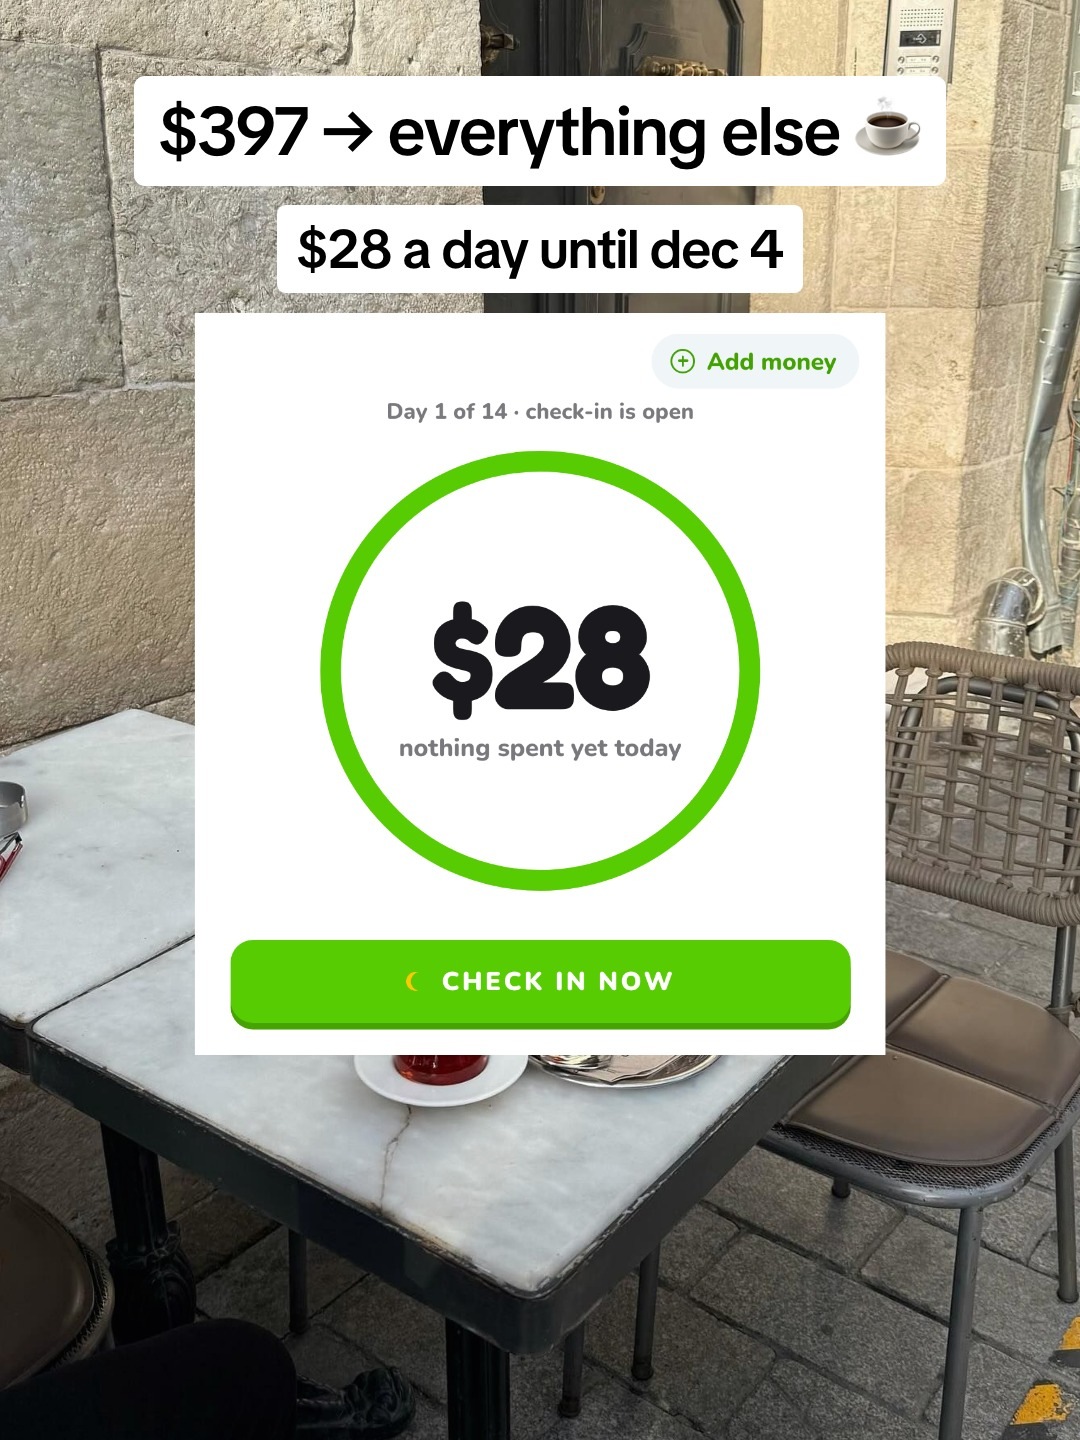 $397 → everything else ☕
$28 a day until dec 4
Add money
Day 1 of 14 · check-in is open
$28
nothing spent yet today
CHECK IN NOW